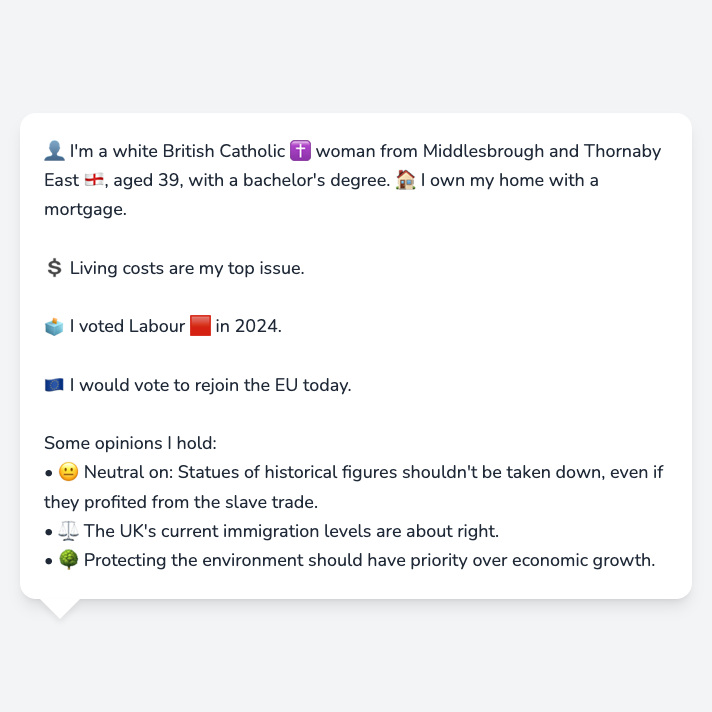 👤 I'm a white British Catholic ✝️ woman from Middlesbrough and Thornaby
East 🏴󠁧󠁢󠁥󠁮󠁧󠁿, aged 39, with a bachelor's degree. 🏠 I own my home with a
mortgage.
💲 Living costs are my top issue.
🗳️ I voted Labour 🟥 in 2024.
🇪🇺 I would vote to rejoin the EU today.
Some opinions I hold:
• 😐 Neutral on: Statues of historical figures shouldn't be taken down, even if
they profited from the slave trade.
• ⚖️ The UK's current immigration levels are about right.
• 🌳 Protecting the environment should have priority over economic growth.